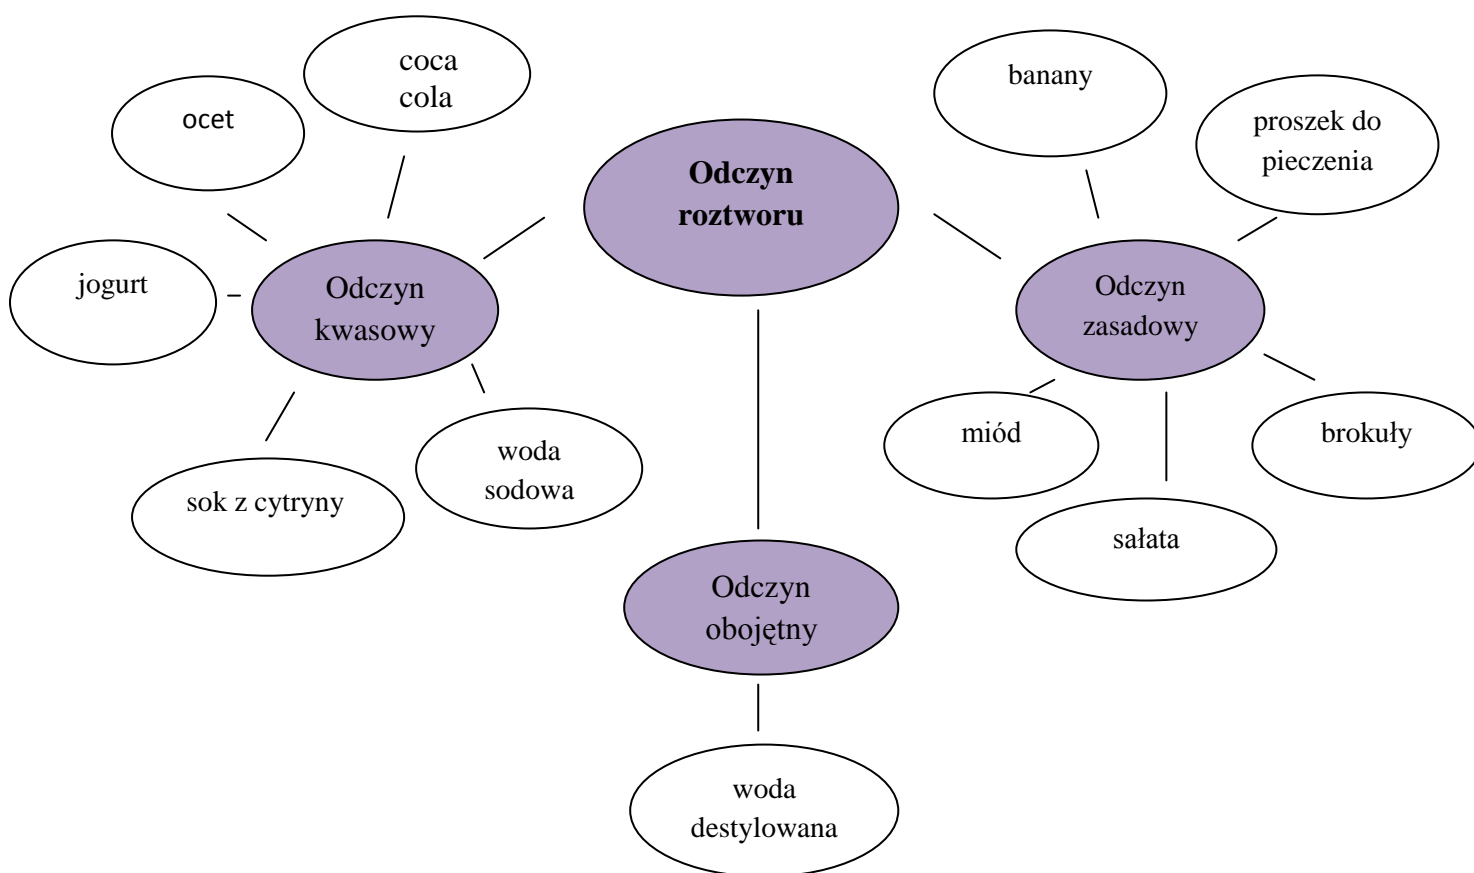 Odczyn
roztworu
Odczyn
kwasowy
coca
cola
ocet
jogurt
sok z cytryny
woda
sodowa
Odczyn
zasadowy
banany
proszek do
pieczenia
miód
sałata
brokuły
Odczyn
obojętny
woda
destylowana